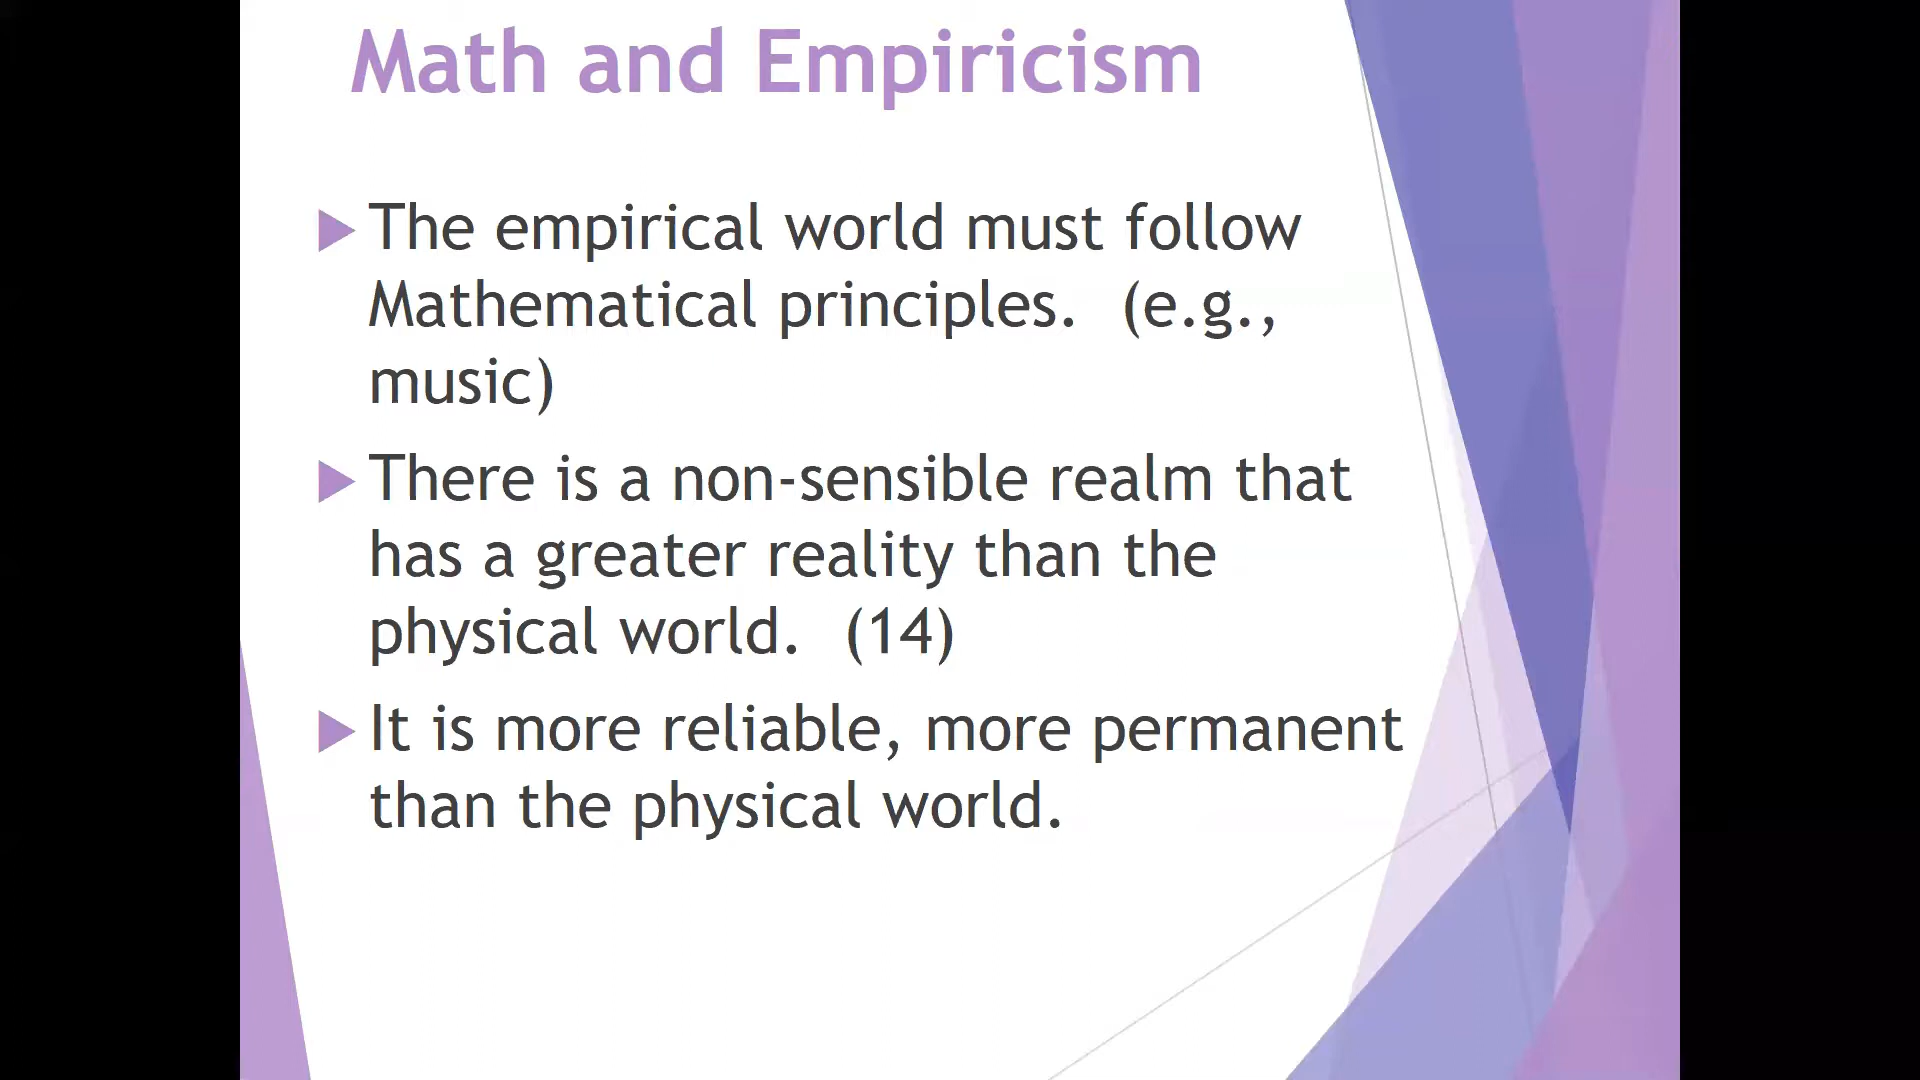 Math and Empiricism
The empirical world must follow
Mathematical principles.  (e.g.,
music)
There is a non-sensible realm that
has a greater reality than the
physical world.  (14)
It is more reliable, more permanent
than the physical world.